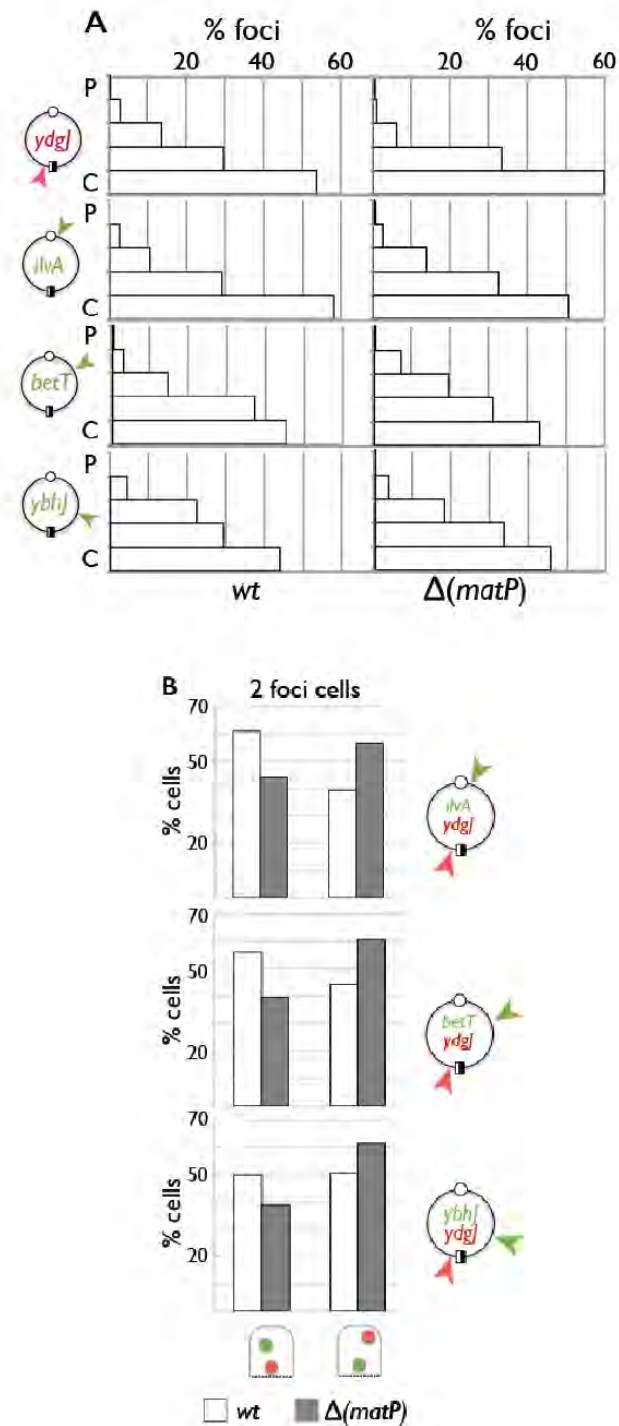 A
% foci % foci
20 40 60 20 40 60
P
ydgJ
C
P
ilvA
C
P
betT
C
P
ybhJ
C
wt Δ(matP)
B 2 foci cells
70
50
20
% cells
ilvA
ydgJ
70
50
20
% cells
betT
ydgJ
70
50
20
% cells
ybhJ
ydgJ
wt Δ(matP)